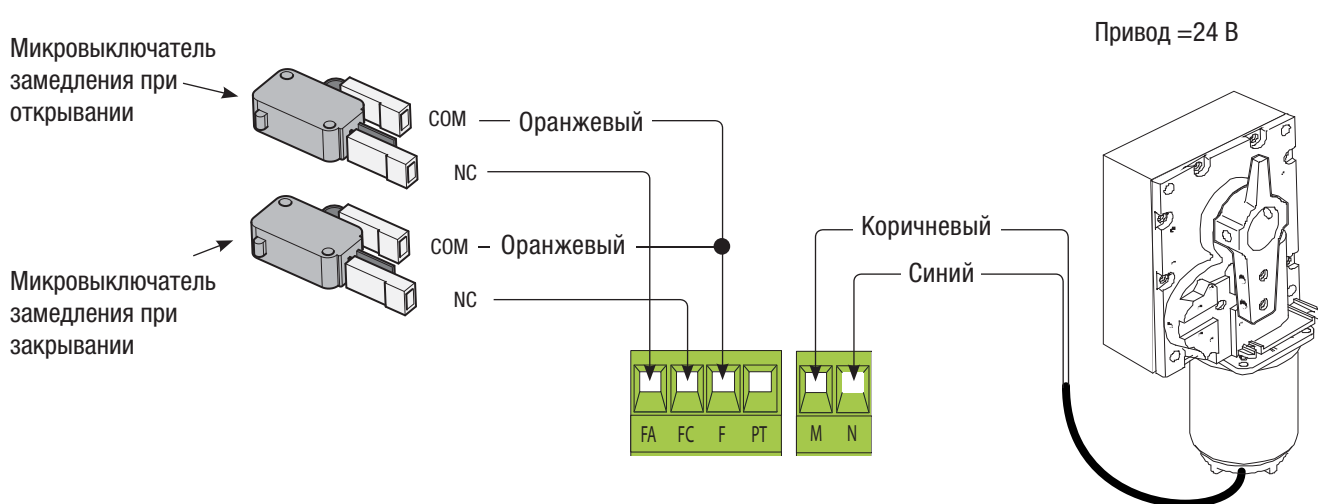 Привод =24 В
Микровыключатель
замедления при
открывании
COM
Оранжевый
NC
COM
Оранжевый
NC
Микровыключатель
замедления при
закрывании
Коричневый
Синий
FA FC F PT M N